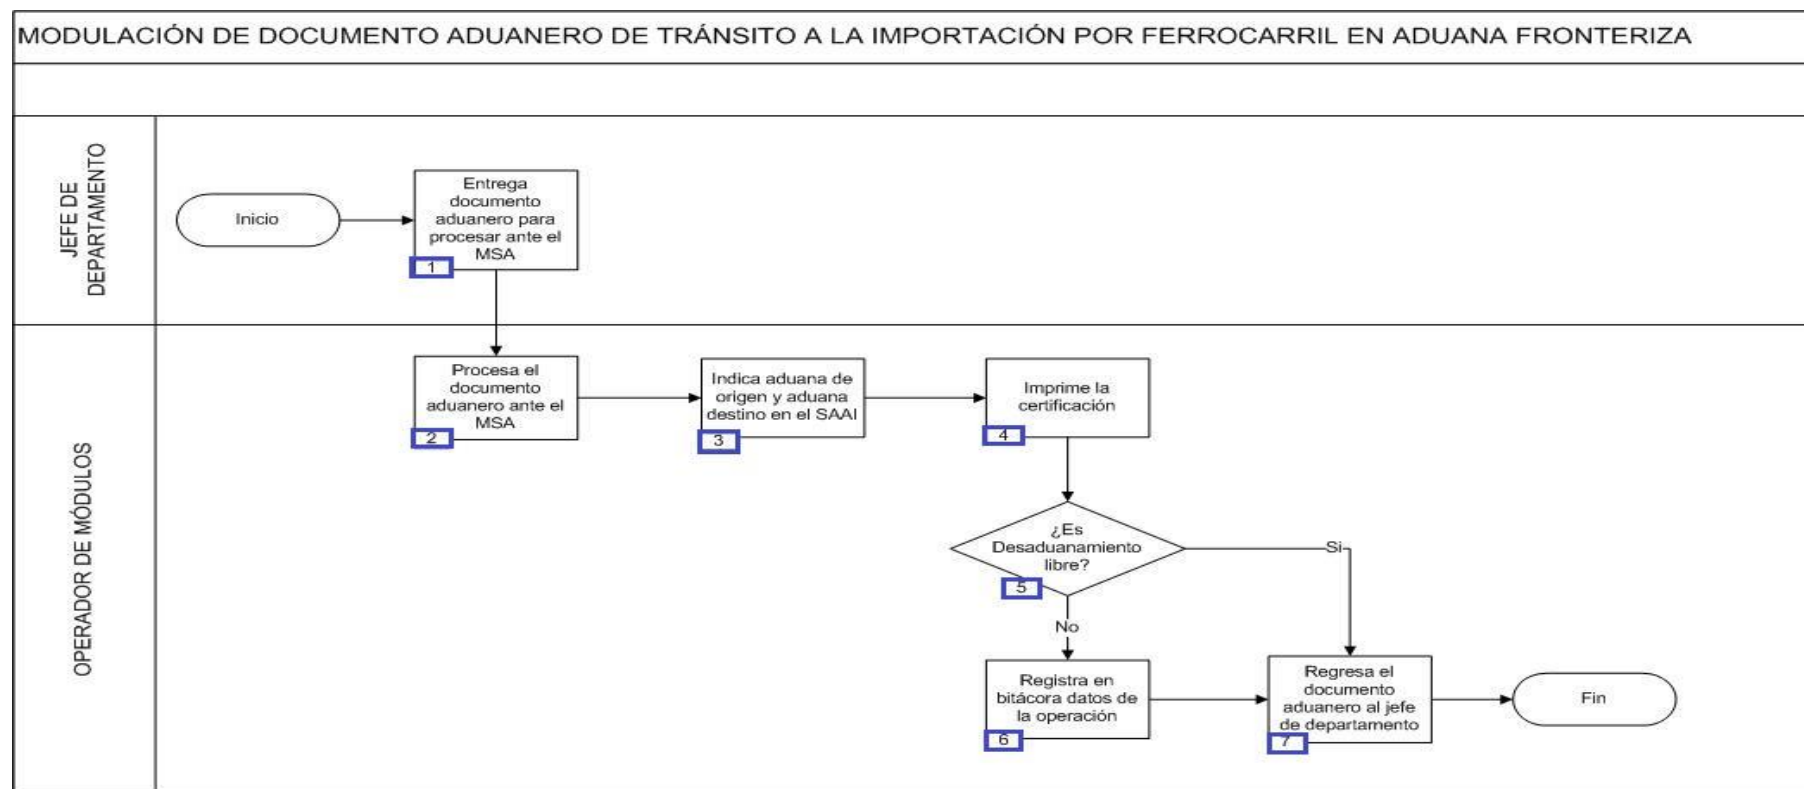 MODULACIÓN DE DOCUMENTO ADUANERO DE TRÁNSITO A LA IMPORTACIÓN POR FERROCARRIL EN ADUANA FRONTERIZA
JEFE DE
DEPARTAMENTO
Inicio
Entrega
documento
aduanero para
procesar ante el
MSA
1
OPERADOR DE MÓDULOS
Procesa el
documento
aduanero ante el
MSA
2
Indica aduana de
origen y aduana
destino en el SAAI
3
Imprime la
certificación
4
¿Es
Desaduanamiento
libre?
5
Si
No
Registra en
bitácora datos de
la operación
6
Regresa el
documento
aduanero al jefe
de departamento
7
Fin